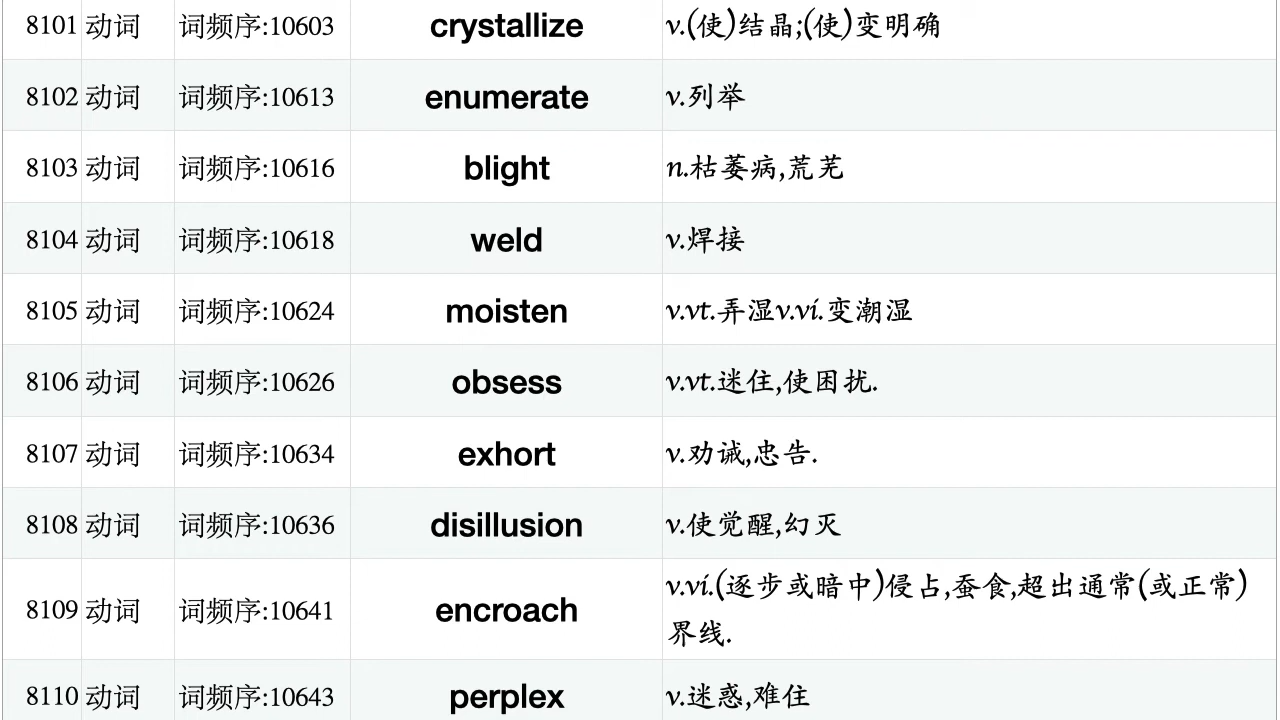 8101 动词 词频序:10603 crystallize v.(使)结晶;(使)变明确
8102 动词 词频序:10613 enumerate v.列举
8103 动词 词频序:10616 blight n.枯萎病,荒芜
8104 动词 词频序:10618 weld v.焊接
8105 动词 词频序:10624 moisten v.vt.弄湿v.vi.变潮湿
8106 动词 词频序:10626 obsess v.vt.迷住,使困扰.
8107 动词 词频序:10634 exhort v.劝诫,忠告.
8108 动词 词频序:10636 disillusion v.使觉醒,幻灭
8109 动词 词频序:10641 encroach v.vi.(逐步或暗中)侵占,蚕食,超出通常(或正常)
界线.
8110 动词 词频序:10643 perplex v.迷惑,难住